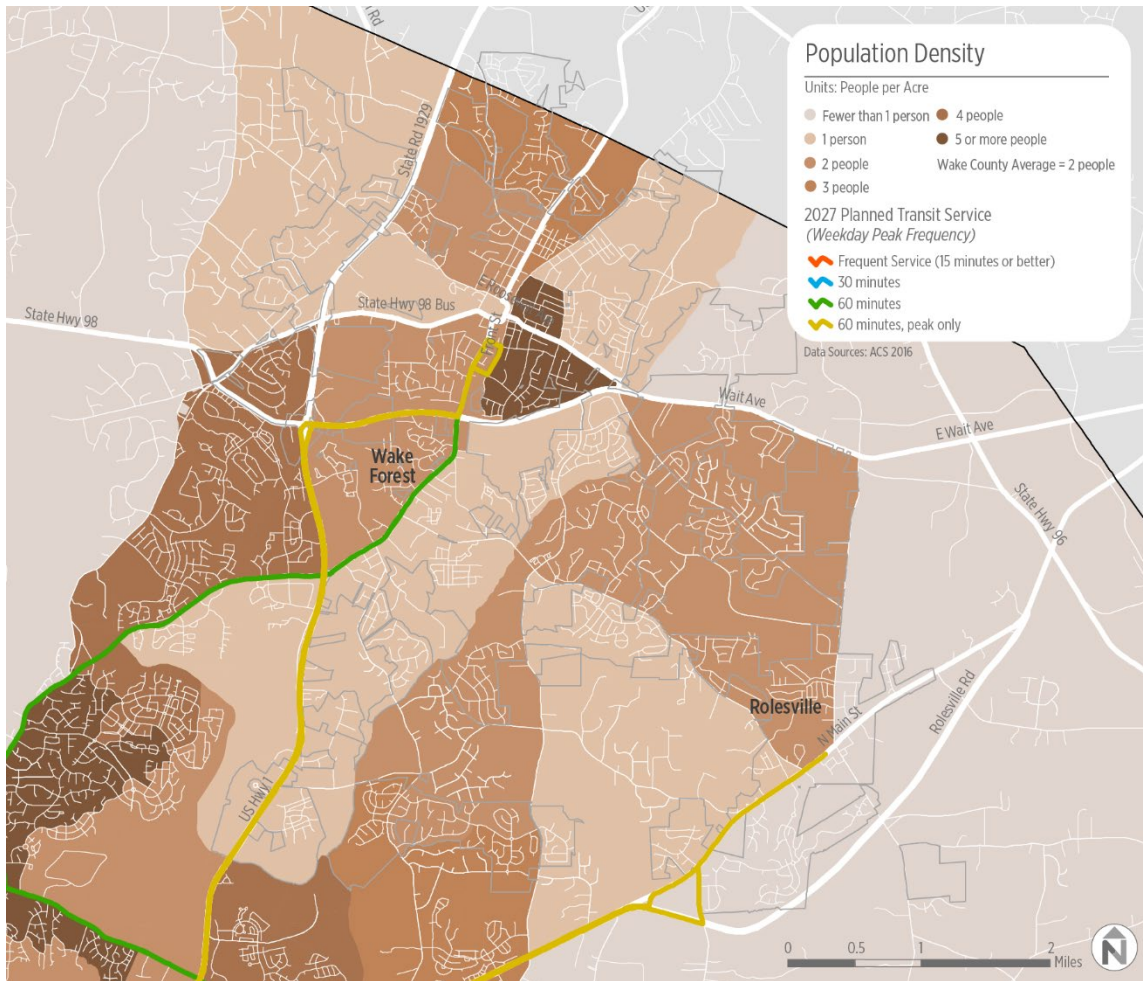 Population Density
Units: People per Acre
Fewer than 1 person
1 person
2 people
3 people
4 people
5 or more people
Wake County Average = 2 people
2027 Planned Transit Service
(Weekday Peak Frequency)
Frequent Service (15 minutes or better)
30 minutes
60 minutes
60 minutes, peak only
Data Sources: ACS 2016
Rd
State Rd 1929
State Hwy 98
State Hwy 98 Bus
Front St
Wait Ave
E Wait Ave
State Hwy 96
Wake
Forest
Rolesville
N Main St
Rolesville Rd
US Hwy 1
0
0.5
1
2
Miles
N